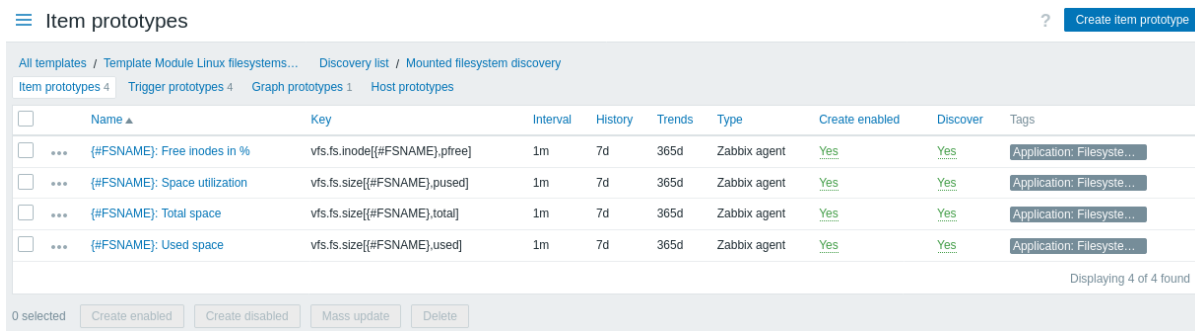 Item prototypes ? Create item prototype
All templates / Template Module Linux filesystems… Discovery list / Mounted filesystem discovery
Item prototypes 4 Trigger prototypes 4 Graph prototypes 1 Host prototypes
Name Key Interval History Trends Type Create enabled Discover Tags
{#FSNAME}: Free inodes in % vfs.fs.inode[{#FSNAME},pfree] 1m 7d 365d Zabbix agent Yes Yes Application: Filesyste…
{#FSNAME}: Space utilization vfs.fs.size[{#FSNAME},pused] 1m 7d 365d Zabbix agent Yes Yes Application: Filesyste…
{#FSNAME}: Total space vfs.fs.size[{#FSNAME},total] 1m 7d 365d Zabbix agent Yes Yes Application: Filesyste…
{#FSNAME}: Used space vfs.fs.size[{#FSNAME},used] 1m 7d 365d Zabbix agent Yes Yes Application: Filesyste…
Displaying 4 of 4 found
0 selected Create enabled Create disabled Mass update Delete